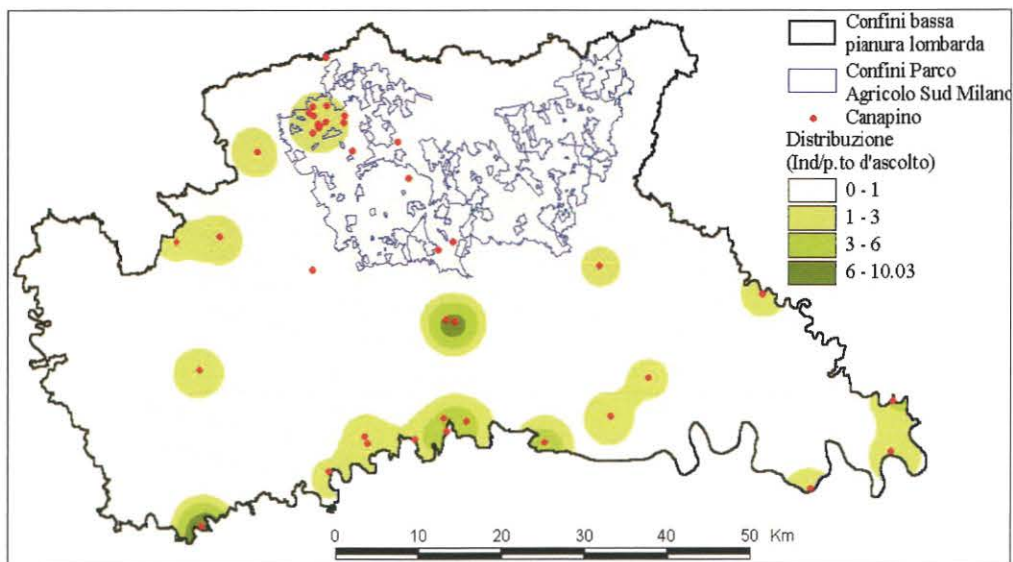 Confini bassa
pianura lombarda
Confini Parco
Agricolo Sud Milano
Canapino
Distribuzione
(Ind/p.to d'ascolto)
0 - 1
1 - 3
3 - 6
6 - 10.03
0 10 20 30 40 50 Km